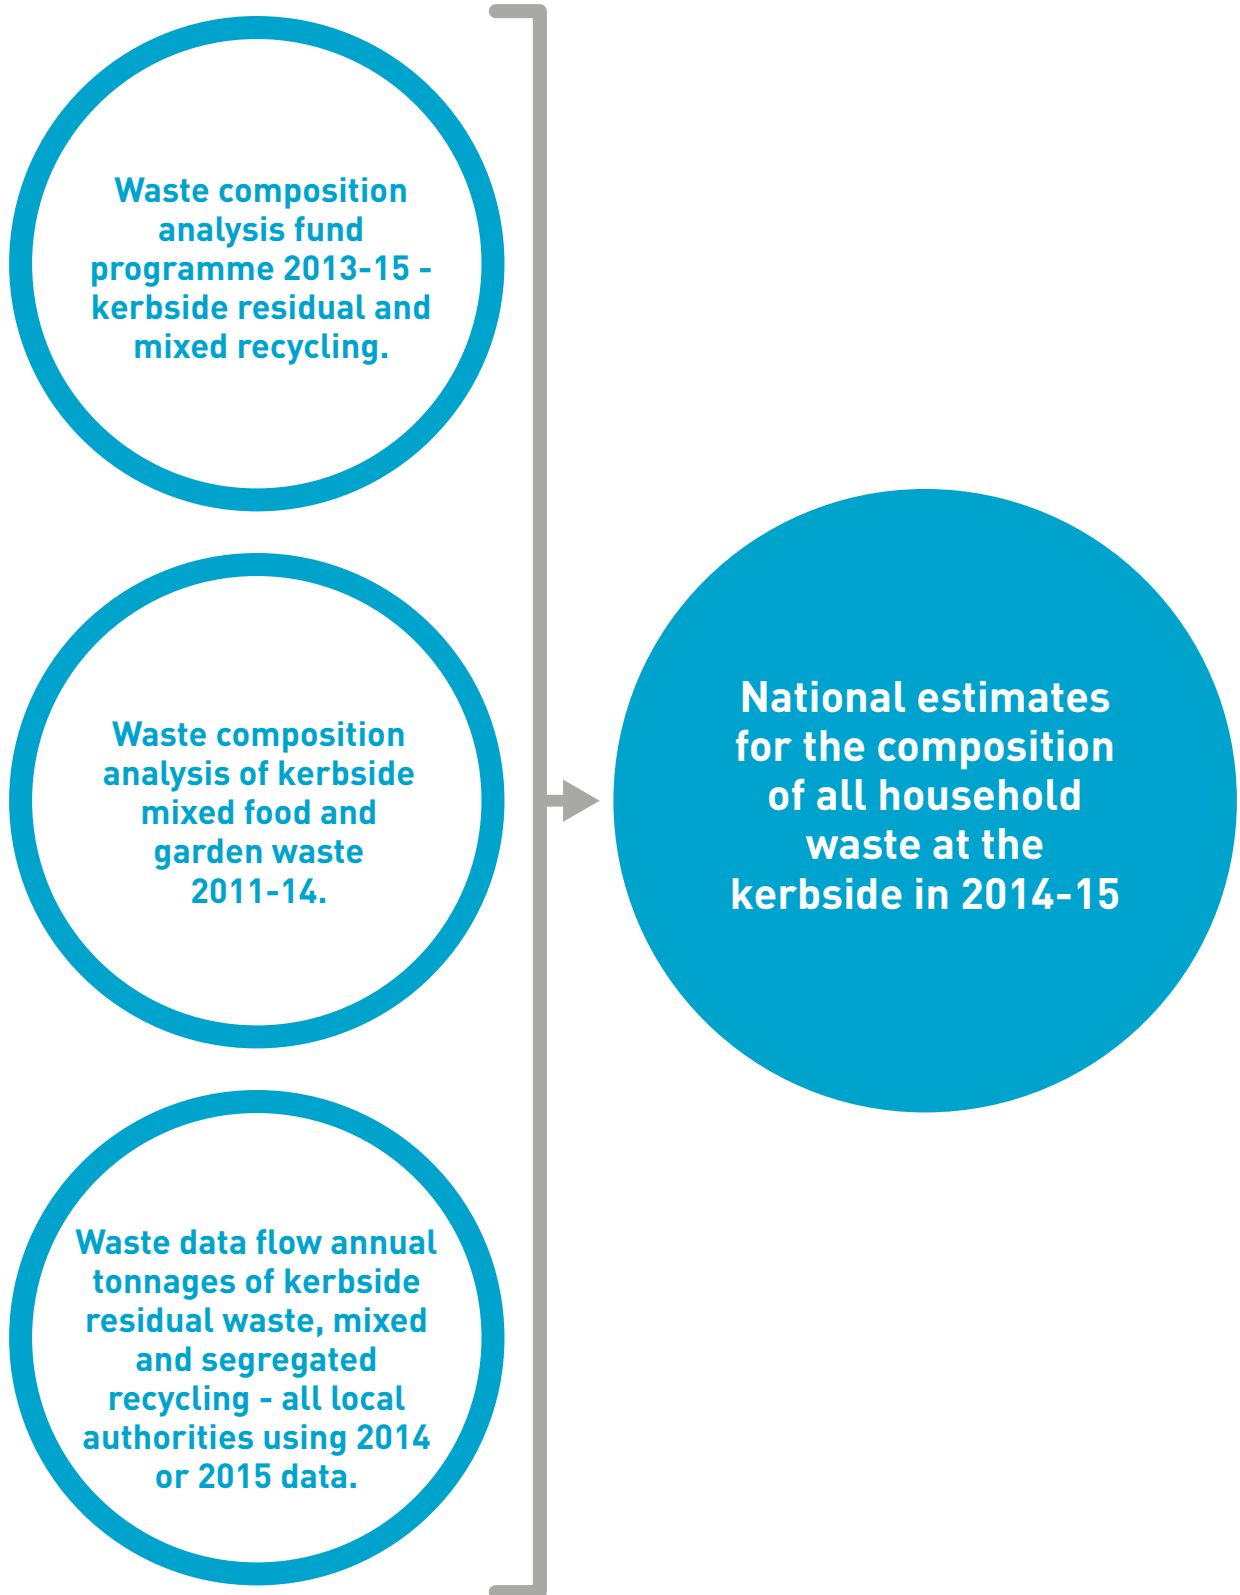 Waste composition
analysis fund
programme 2013-15 -
kerbside residual and
mixed recycling.
Waste composition
analysis of kerbside
mixed food and
garden waste
2011-14.
Waste data flow annual
tonnages of kerbside
residual waste, mixed
and segregated
recycling - all local
authorities using 2014
or 2015 data.
National estimates
for the composition
of all household
waste at the
kerbside in 2014-15